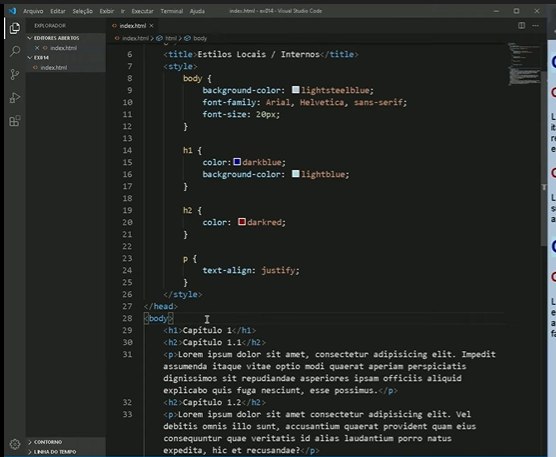 Arquivo Editar Seleção Exibir Ir Executar Terminal Ajuda index.html - ex014 - Visual Studio Code
EXPLORADOR
EDITORES ABERTOS
index.html
EX014
index.html
CONTORNO
LINHA DO TEMPO
index.html
index.html > html > body
6 <title>Estilos Locais / Internos</title>
7 <style>
8 body {
9 background-color: lightsteelblue;
10 font-family: Arial, Helvetica, sans-serif;
11 font-size: 20px;
12 }
13
14 h1 {
15 color: darkblue;
16 background-color: lightblue;
17 }
18
19 h2 {
20 color: darkred;
21 }
22
23 p {
24 text-align: justify;
25 }
26 </style>
27 </head>
28 <body>
29 <h1>Capítulo 1</h1>
30 <h2>Capítulo 1.1</h2>
31 <p>Lorem ipsum dolor sit amet, consectetur adipisicing elit. Impedit
assumenda itaque vitae optio modi quaerat aperiam perspiciatis
dignissimos sit repudiandae asperiores ipsam officiis aliquid
explicabo quis fuga nesciunt, esse possimus.</p>
32 <h2>Capítulo 1.2</h2>
33 <p>Lorem ipsum dolor sit amet consectetur adipisicing elit. Vel
debitis omnis illo sunt, accusantium quaerat provident quam eius
consequuntur quae veritatis id alias laudantium porro natus
expedita, hic et recusandae?</p>